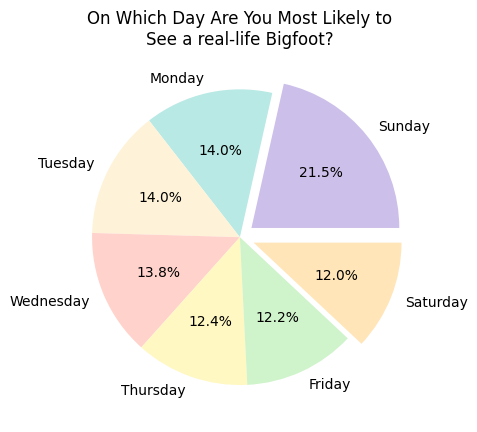 On Which Day Are You Most Likely to
See a real-life Bigfoot?
Monday
14.0%
Sunday
21.5%
Tuesday
14.0%
Wednesday
13.8%
Thursday
12.4%
Friday
12.2%
Saturday
12.0%